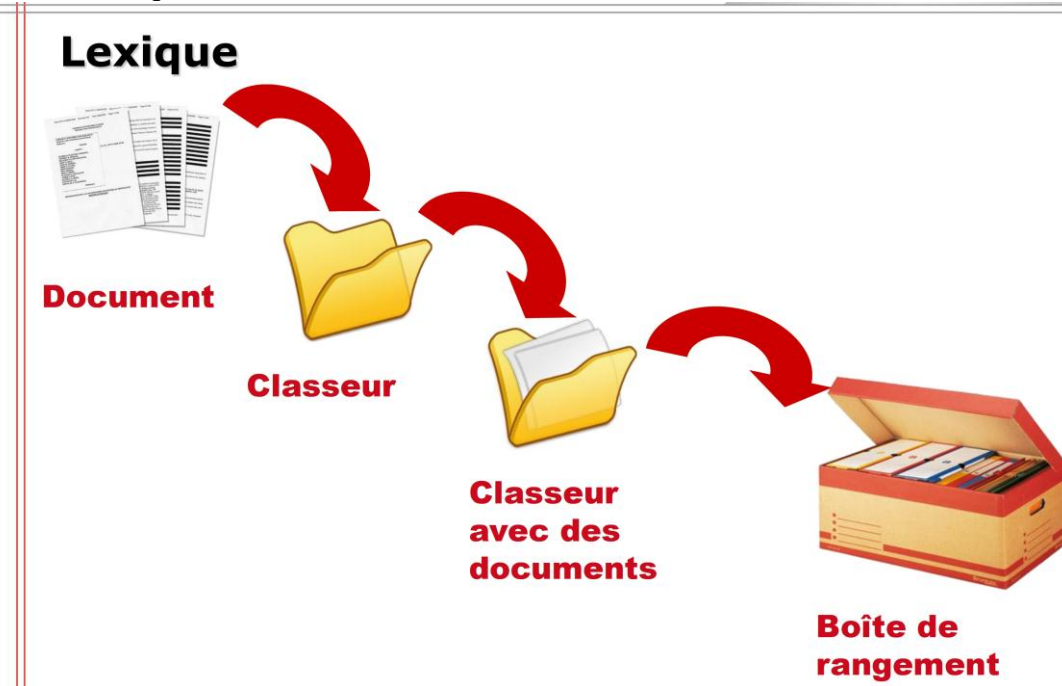 Lexique
Document
Classeur
Classeur
avec des
documents
Boîte de
rangement